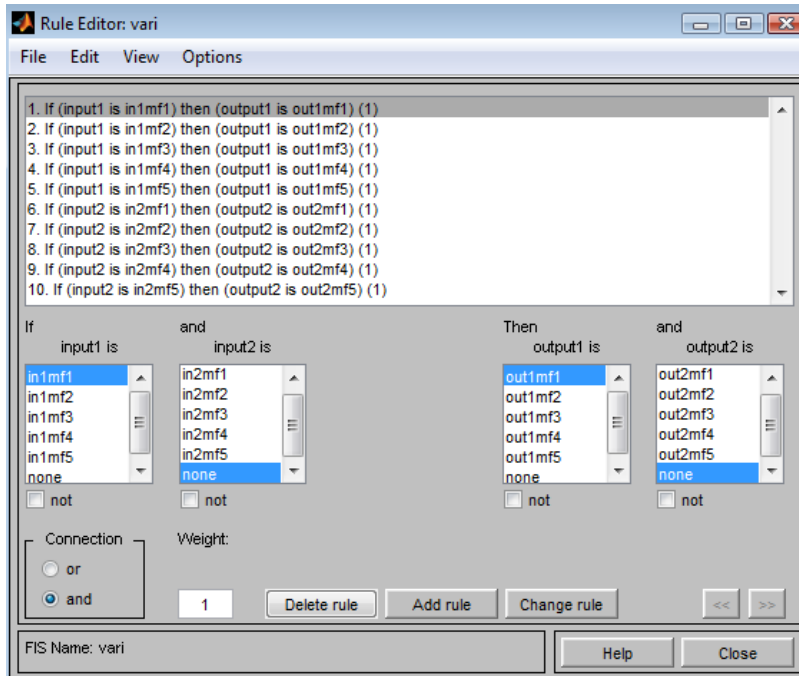 Rule Editor: vari
File Edit View Options
1. If (input1 is in1mf1) then (output1 is out1mf1) (1)
2. If (input1 is in1mf2) then (output1 is out1mf2) (1)
3. If (input1 is in1mf3) then (output1 is out1mf3) (1)
4. If (input1 is in1mf4) then (output1 is out1mf4) (1)
5. If (input1 is in1mf5) then (output1 is out1mf5) (1)
6. If (input2 is in2mf1) then (output2 is out2mf1) (1)
7. If (input2 is in2mf2) then (output2 is out2mf2) (1)
8. If (input2 is in2mf3) then (output2 is out2mf3) (1)
9. If (input2 is in2mf4) then (output2 is out2mf4) (1)
10. If (input2 is in2mf5) then (output2 is out2mf5) (1)
If and Then and
input1 is input2 is output1 is output2 is
in1mf1 in2mf1 out1mf1 out2mf1
in1mf2 in2mf2 out1mf2 out2mf2
in1mf3 in2mf3 out1mf3 out2mf3
in1mf4 in2mf4 out1mf4 out2mf4
in1mf5 in2mf5 out1mf5 out2mf5
none none none none
not not not not
Connection Weight:
or
and 1 Delete rule Add rule Change rule << >>
FIS Name: vari Help Close